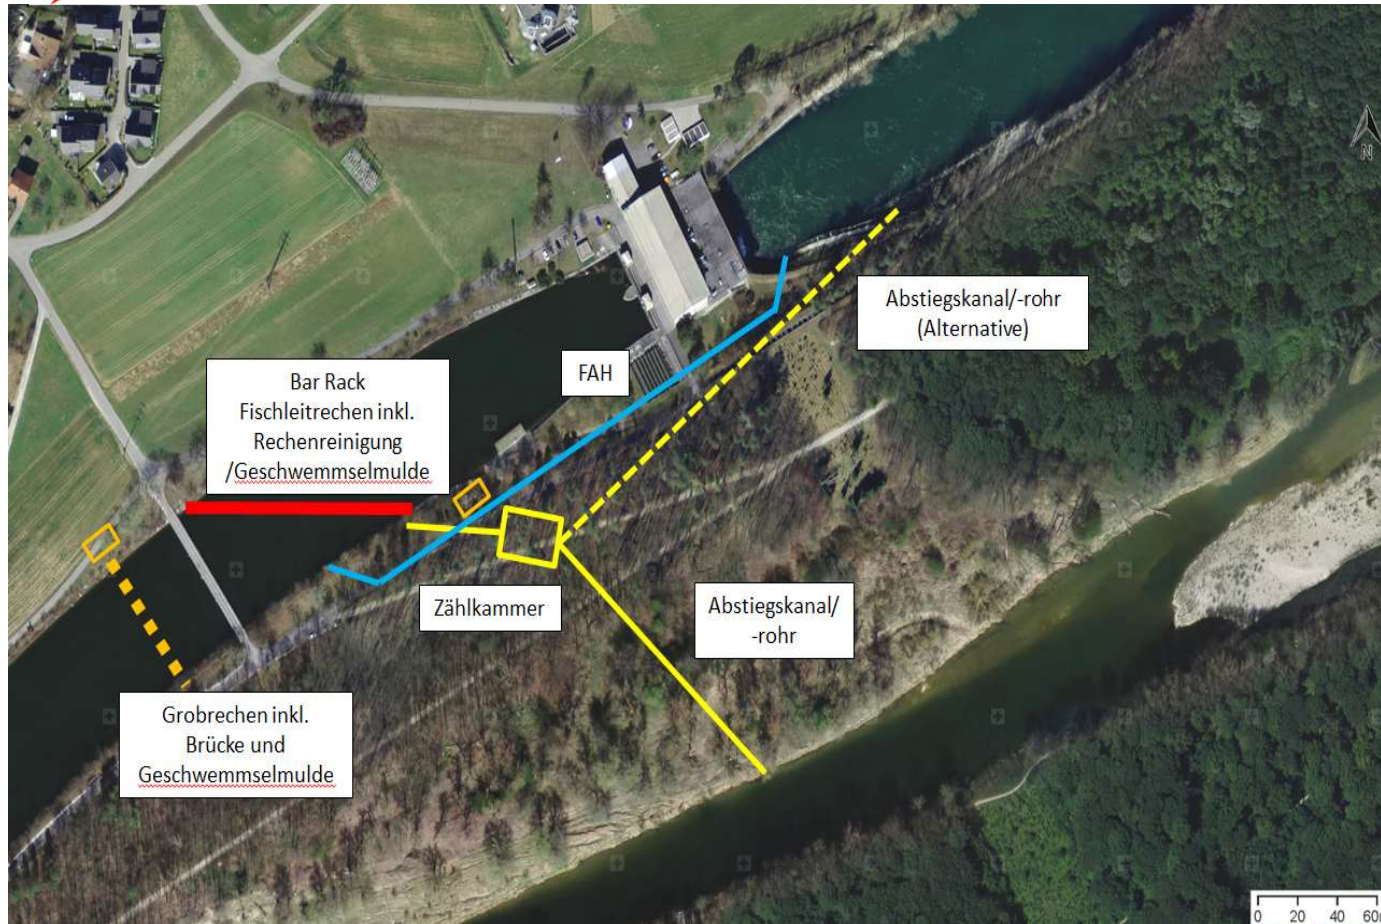 N
Abstiegskanal/-rohr
(Alternative)
FAH
Bar Rack
Fischleitrechen inkl.
Rechenreinigung
/Geschwemmselmulde
Zählkammer
Abstiegskanal/
-rohr
Grobrechen inkl.
Brücke und
Geschwemmselmulde
0 20 40 60